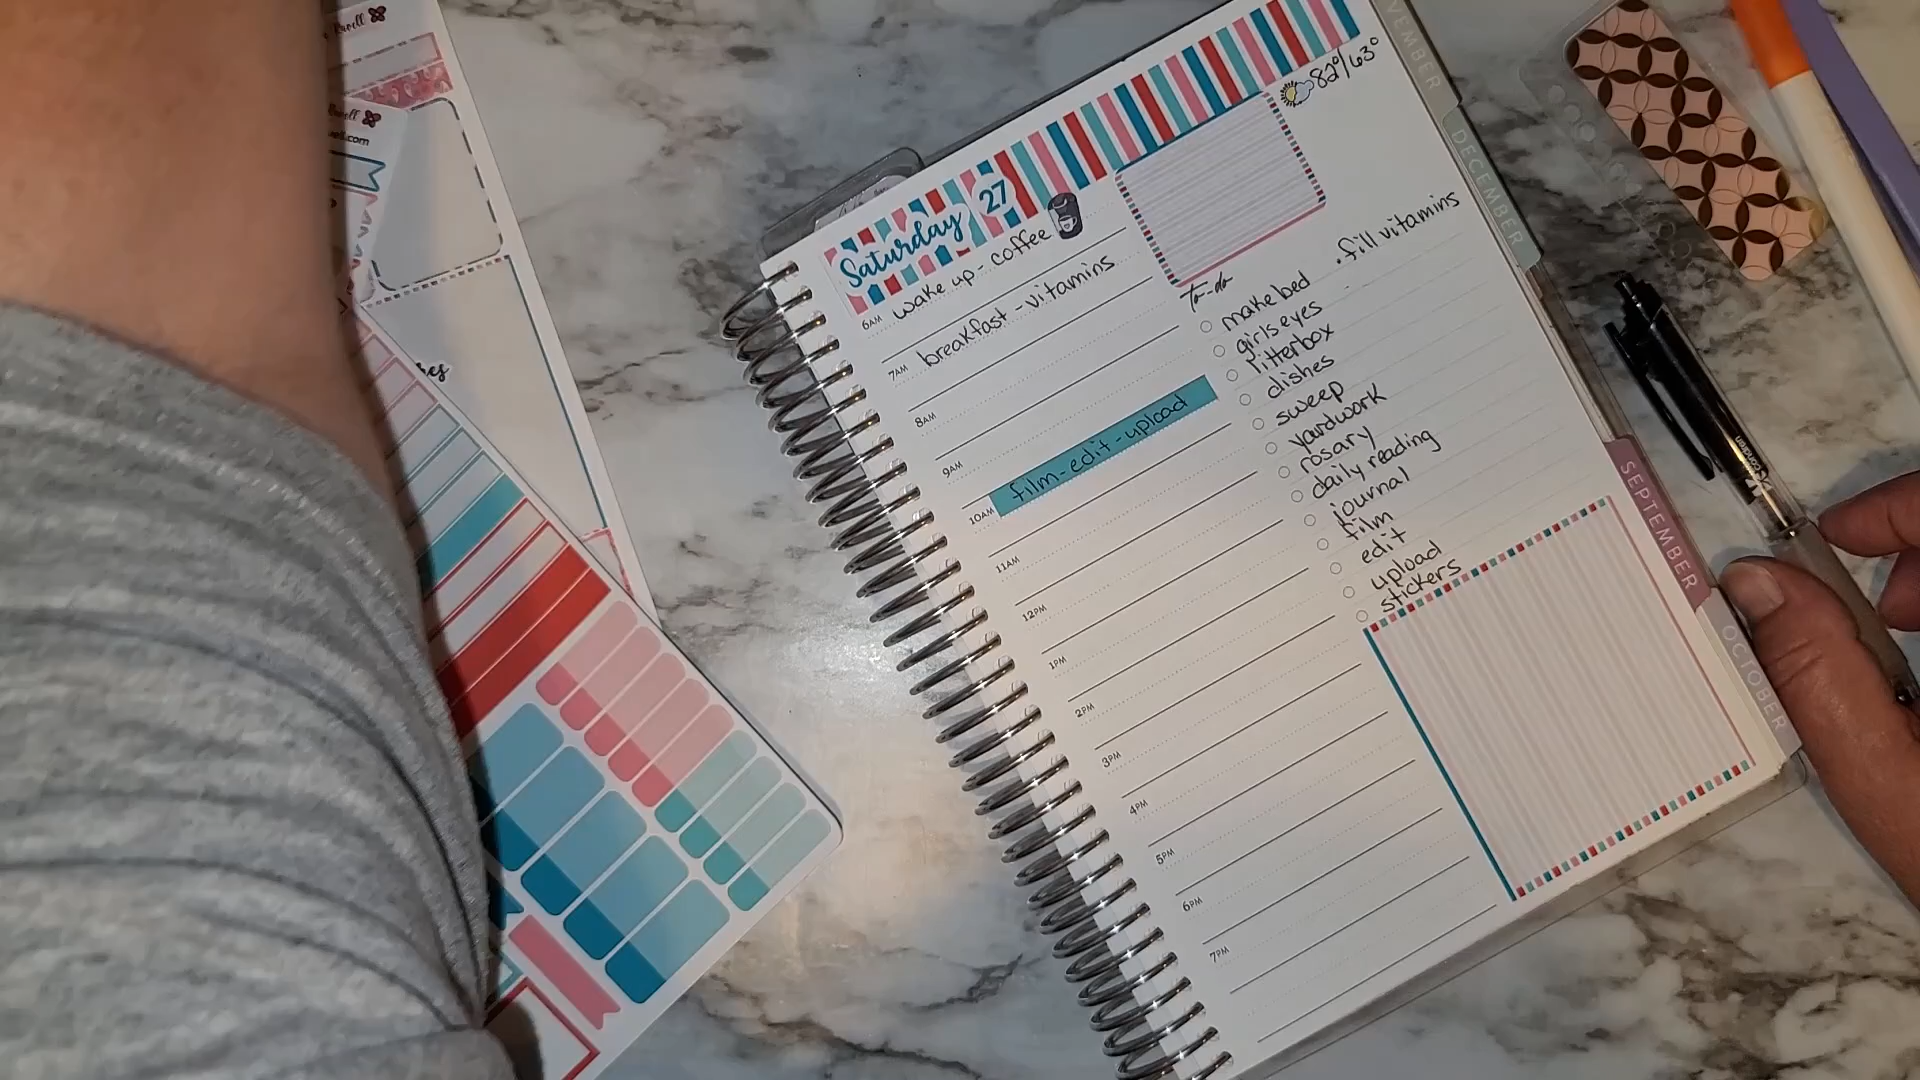 Saturday 27
82°/63°
6AM wake up - coffee
7AM breakfast - vitamins
8AM
9AM
10AM film-edit-upload
11AM
12PM
1PM
2PM
3PM
4PM
5PM
6PM
7PM
To-do
make bed
girls eyes
litterbox
dishes
sweep
yardwork
rosary
daily reading
journal
film
edit
upload
stickers
. fill vitamins
DECEMBER
SEPTEMBER
OCTOBER